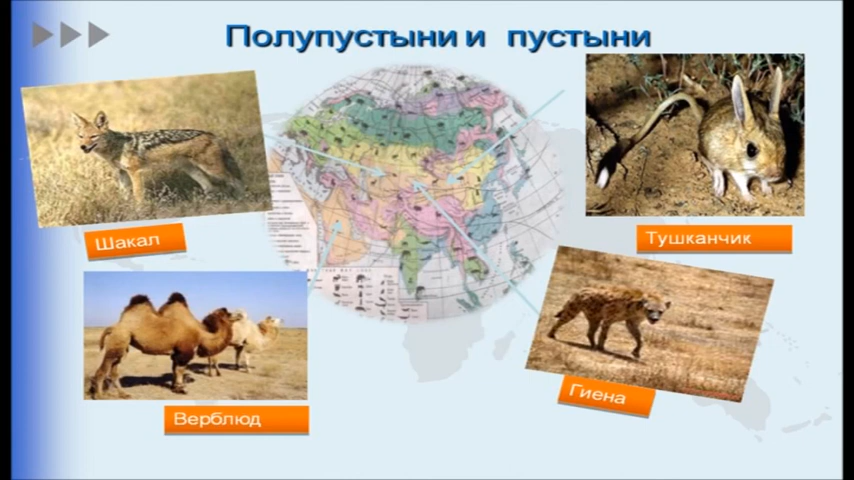 Полупустыни и пустыни
Шакал
Тушканчик
Верблюд
Гиена